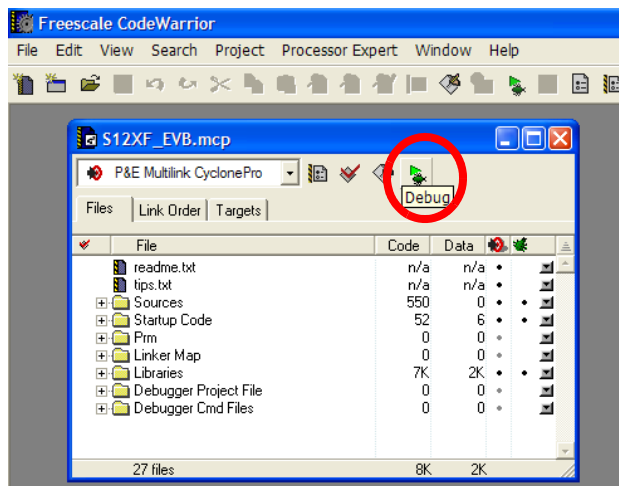 Freescale CodeWarrior
File Edit View Search Project Processor Expert Window Help
S12XF_EVB.mcp
P&E Multilink CyclonePro
Debug
Files Link Order Targets
File Code Data
readme.txt n/a n/a
tips.txt n/a n/a
Sources 550 0
Startup Code 52 6
Prm 0 0
Linker Map 0 0
Libraries 7K 2K
Debugger Project File 0 0
Debugger Cmd Files 0 0
27 files 8K 2K